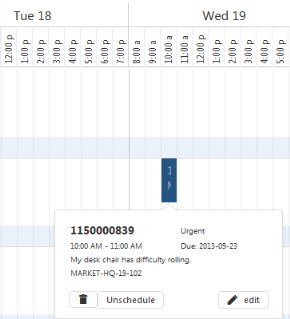 Tue 18 Wed 19
12:00 p 1:00 p 2:00 p 3:00 p 4:00 p 5:00 p 6:00 p 7:00 p 8:00 a 9:00 a 10:00 a 11:00 a 12:00 p 1:00 p 2:00 p 3:00 p 4:00 p 5:00 p
1150000839 Urgent
10:00 AM - 11:00 AM Due: 2013-09-23
My desk chair has difficulty rolling.
MARKET-HQ-19-102
Unschedule edit